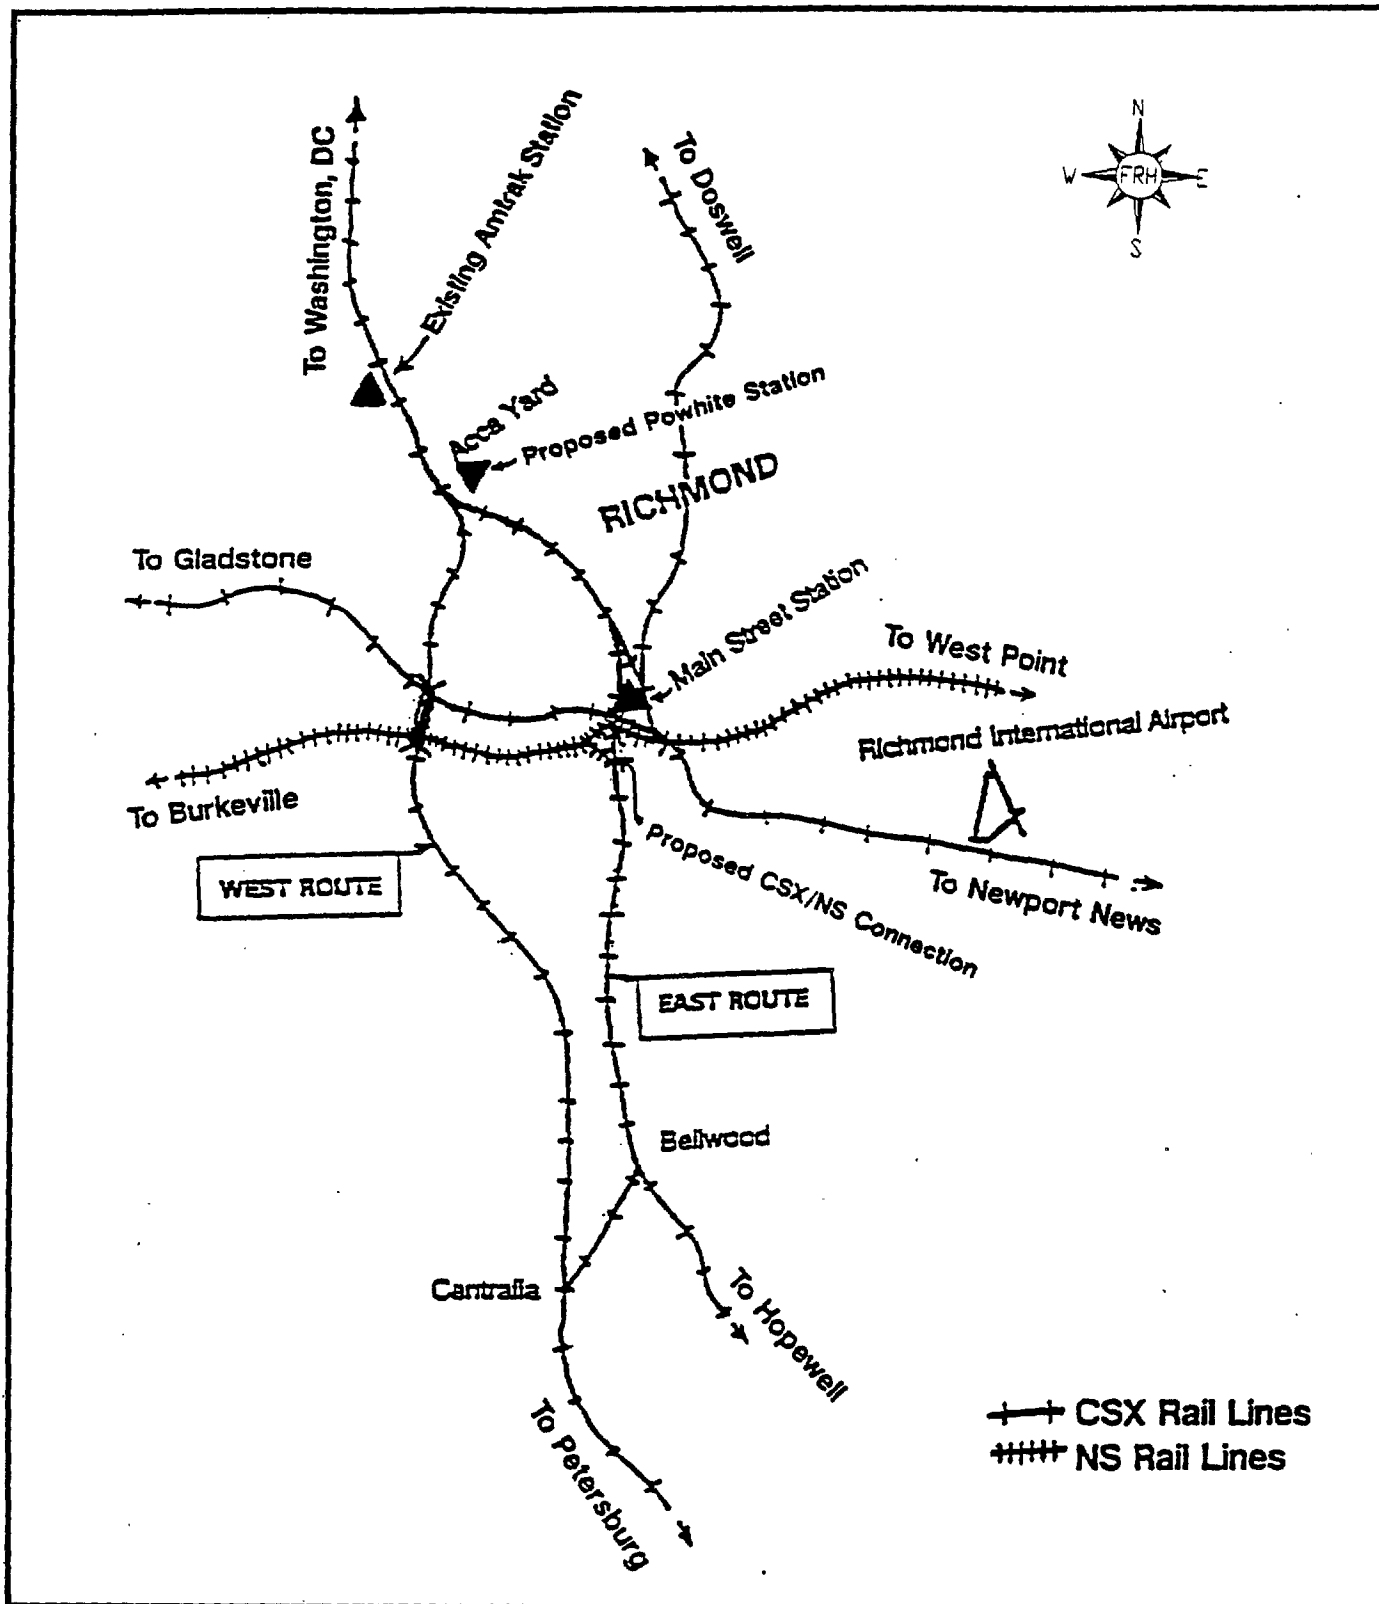 N
W FRH E
S
To Washington, DC
Existing Amtrak Station
To Doswell
Acca Yard
Proposed Powhite Station
RICHMOND
To Gladstone
Main Street Station
To West Point
Richmond International Airport
To Burkeville
Proposed CSX/NS Connection
To Newport News
WEST ROUTE
EAST ROUTE
Bellwood
Centralia
To Hopewell
To Petersburg
CSX Rail Lines
NS Rail Lines